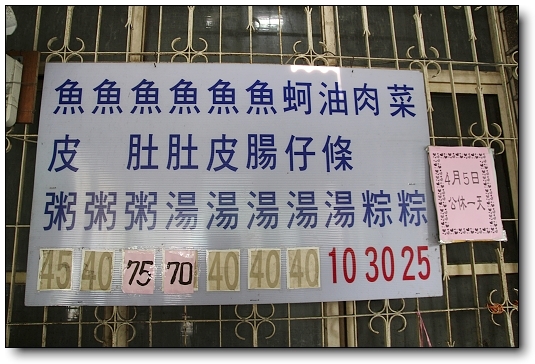 魚皮粥 45
魚粥 40
魚肚粥 75
魚肚湯 70
魚皮湯 40
魚腸湯 40
蚵仔湯 40
油條湯 10
肉粽 30
菜粽 25
4月5日
公休一天